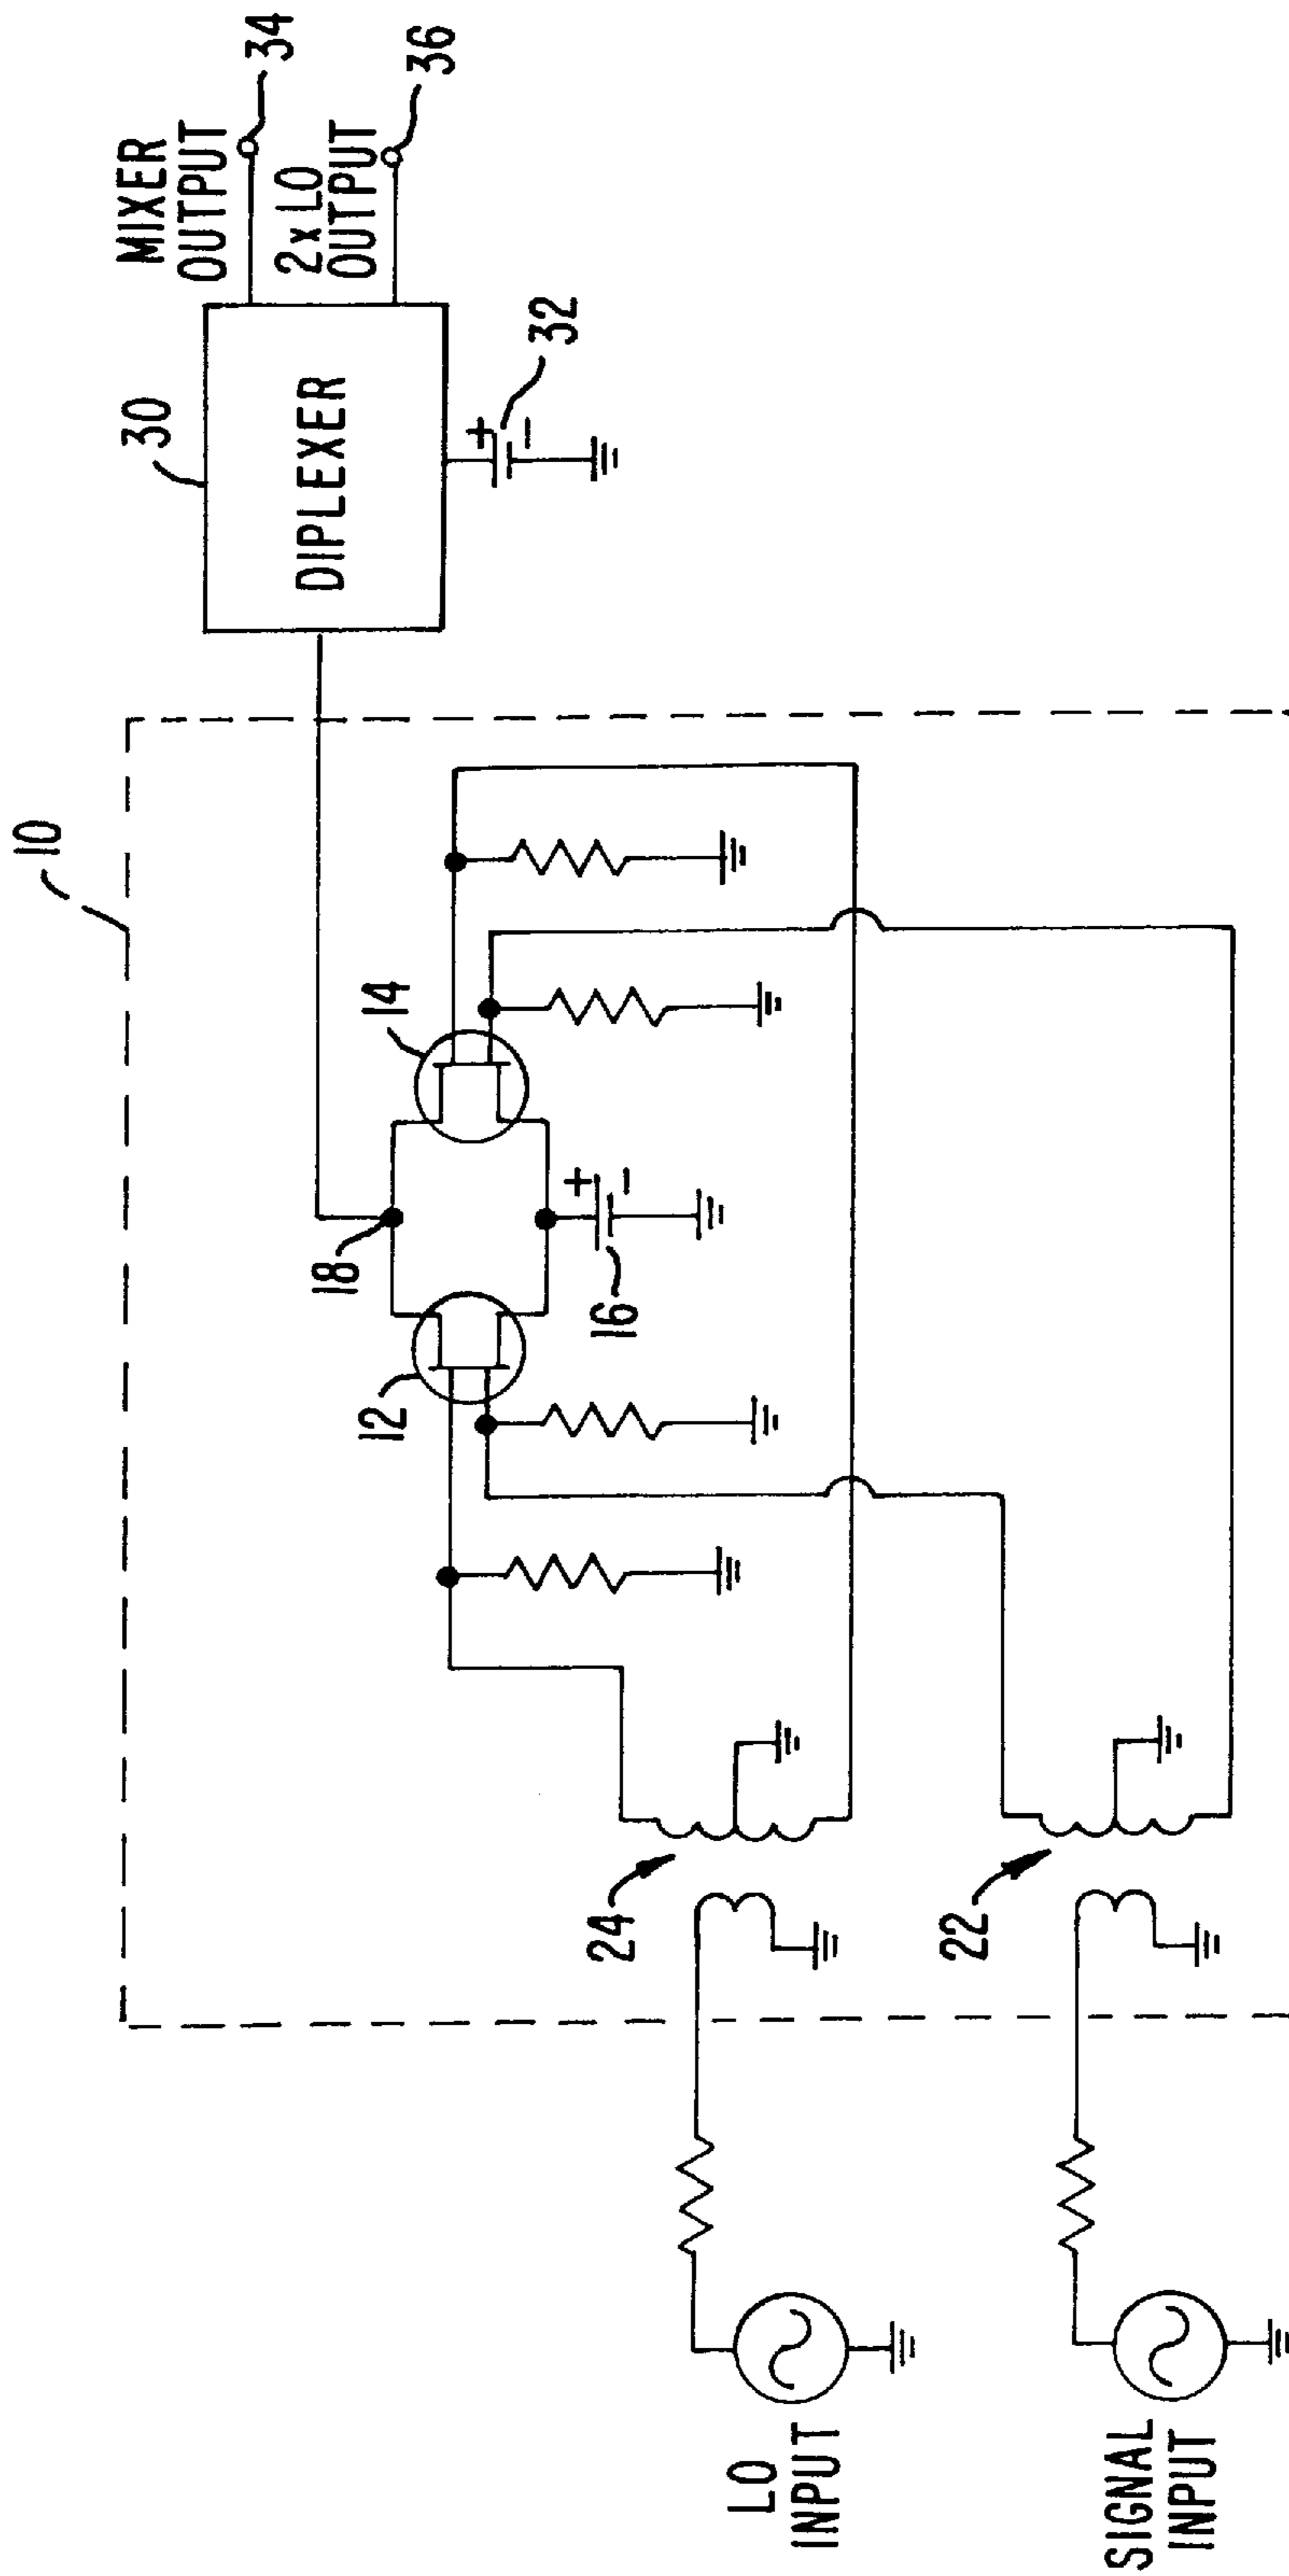 10
30
DIPLEXER
MIXER
OUTPUT
34
2 x LO
OUTPUT
36
+
-
32
12
18
14
+
-
16
24
22
LO
INPUT
SIGNAL
INPUT